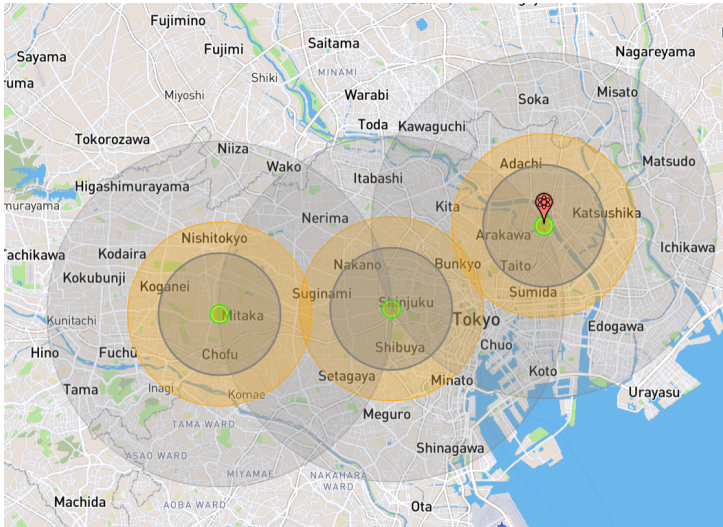 Fujimino
Sayama
Fujimi
Saitama
Nagareyama
MINAMI
Shiki
ruma
Miyoshi
Warabi
Misato
Soka
Toda
Kawaguchi
Tokorozawa
Niiza
Wako
Adachi
Matsudo
Itabashi
Higashimurayama
murayama
Kita
Nerima
Katsushika
Arakawa
Nishitokyo
Ichikawa
Tachikawa
Kodaira
Nakano
Bunkyo
Taito
Kokubunji
Koganei
Suginami
Sumida
Shinjuku
Kunitachi
Mitaka
Tokyo
Edogawa
Hino
Fuchū
Chofu
Shibuya
Chuo
Koto
Setagaya
Minato
Tama
Inagi
Komae
Urayasu
Meguro
TAMA WARD
Shinagawa
ASAO WARD
MIYAMAE
NAKAHARA
WARD
Machida
AOBA WARD
Ota